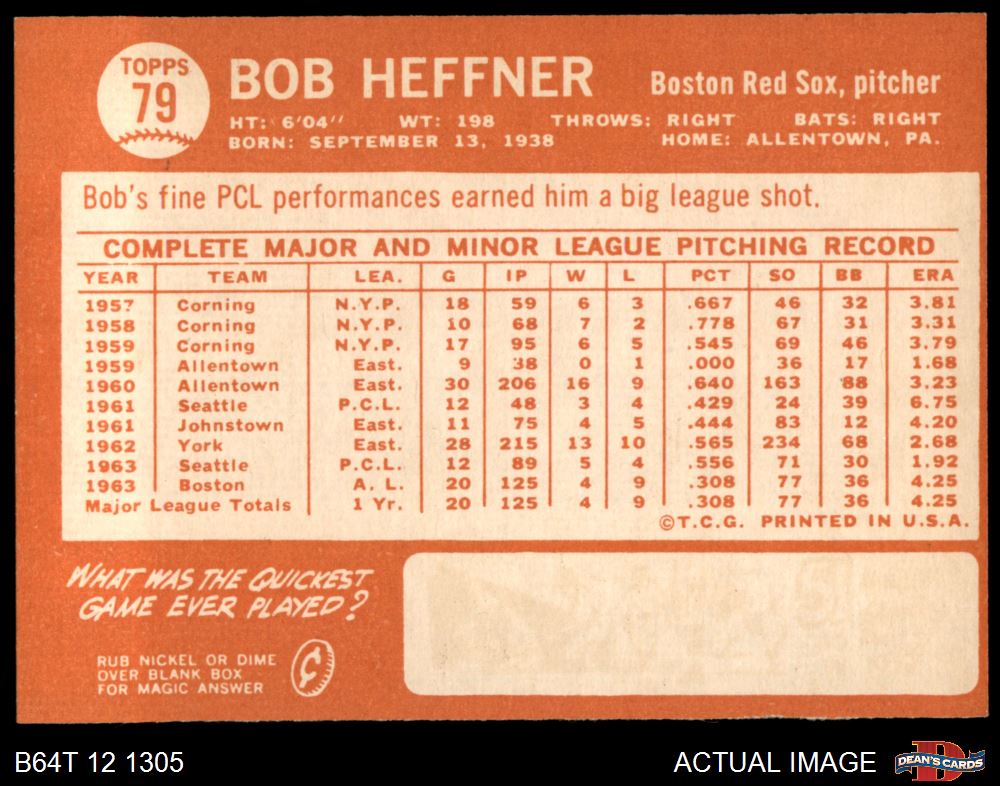 TOPPS
79
BOB HEFFNER Boston Red Sox, pitcher
HT: 6'04" WT: 198 THROWS: RIGHT BATS: RIGHT
BORN: SEPTEMBER 13, 1938 HOME: ALLENTOWN, PA.
Bob's fine PCL performances earned him a big league shot.
COMPLETE MAJOR AND MINOR LEAGUE PITCHING RECORD
YEAR TEAM LEA. G IP W L PCT SO BB ERA
1957 Corning N.Y.P. 18 59 6 3 .667 46 32 3.81
1958 Corning N.Y.P. 10 68 7 2 .778 67 31 3.31
1959 Corning N.Y.P. 17 95 6 5 .545 69 46 3.79
1959 Allentown East. 9 38 0 1 .000 36 17 1.68
1960 Allentown East. 30 206 16 9 .640 163 88 3.23
1961 Seattle P.C.L. 12 48 3 4 .429 24 39 6.75
1961 Johnstown East. 11 75 4 5 .444 83 12 4.20
1962 York East. 28 215 13 10 .565 234 68 2.68
1963 Seattle P.C.L. 12 89 5 4 .556 71 30 1.92
1963 Boston A. L. 20 125 4 9 .308 77 36 4.25
Major League Totals 1 Yr. 20 125 4 9 .308 77 36 4.25
©T.C.G. PRINTED IN U.S.A.
WHAT WAS THE QUICKEST
GAME EVER PLAYED?
RUB NICKEL OR DIME
OVER BLANK BOX
FOR MAGIC ANSWER
¢
B64T 12 1305 ACTUAL IMAGE
D
DEAN'S CARDS